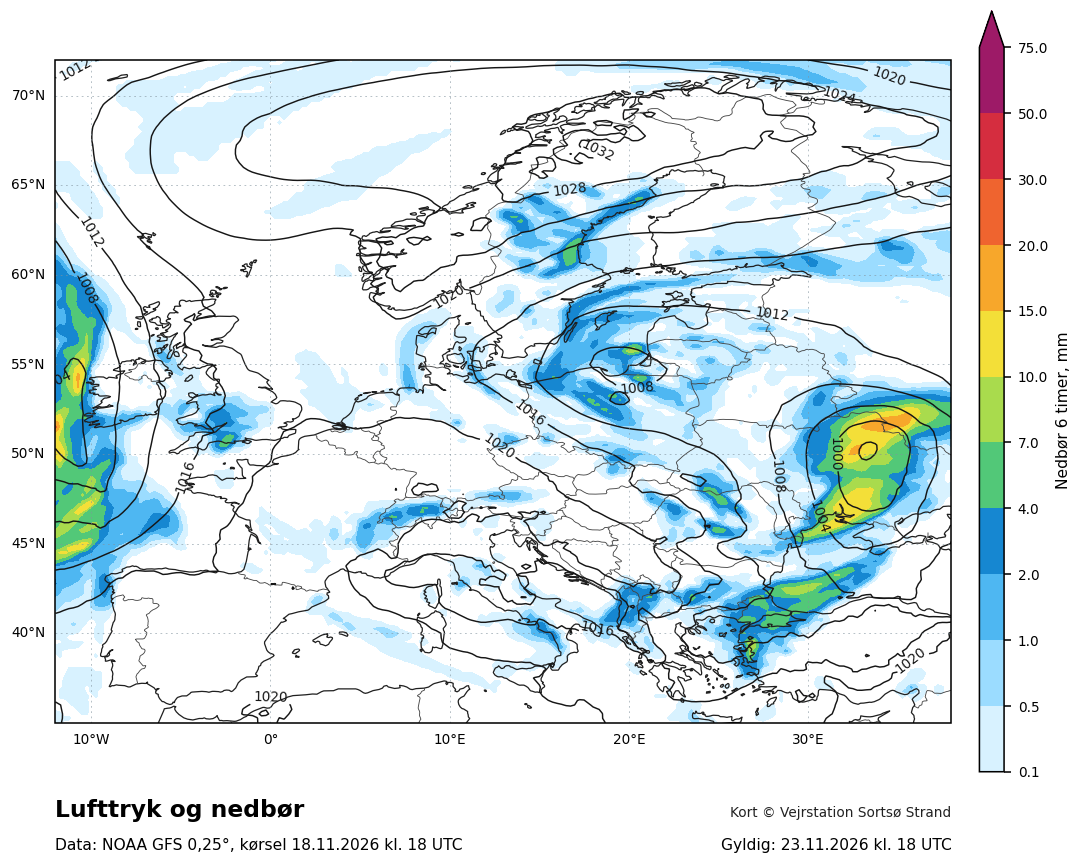 75.0
50.0
30.0
20.0
15.0
10.0
7.0
4.0
2.0
1.0
0.5
0.1
Nedbør 6 timer, mm
70°N
65°N
60°N
55°N
50°N
45°N
40°N
10°W
0°
10°E
20°E
30°E
1012
1020
1024
1032
1028
1012
1008
1020
1012
1008
1016
1020
1016
1000
1008
1004
1016
1020
1020
Lufttryk og nedbør
Kort © Vejrstation Sortsø Strand
Data: NOAA GFS 0,25°, kørsel 18.11.2026 kl. 18 UTC
Gyldig: 23.11.2026 kl. 18 UTC